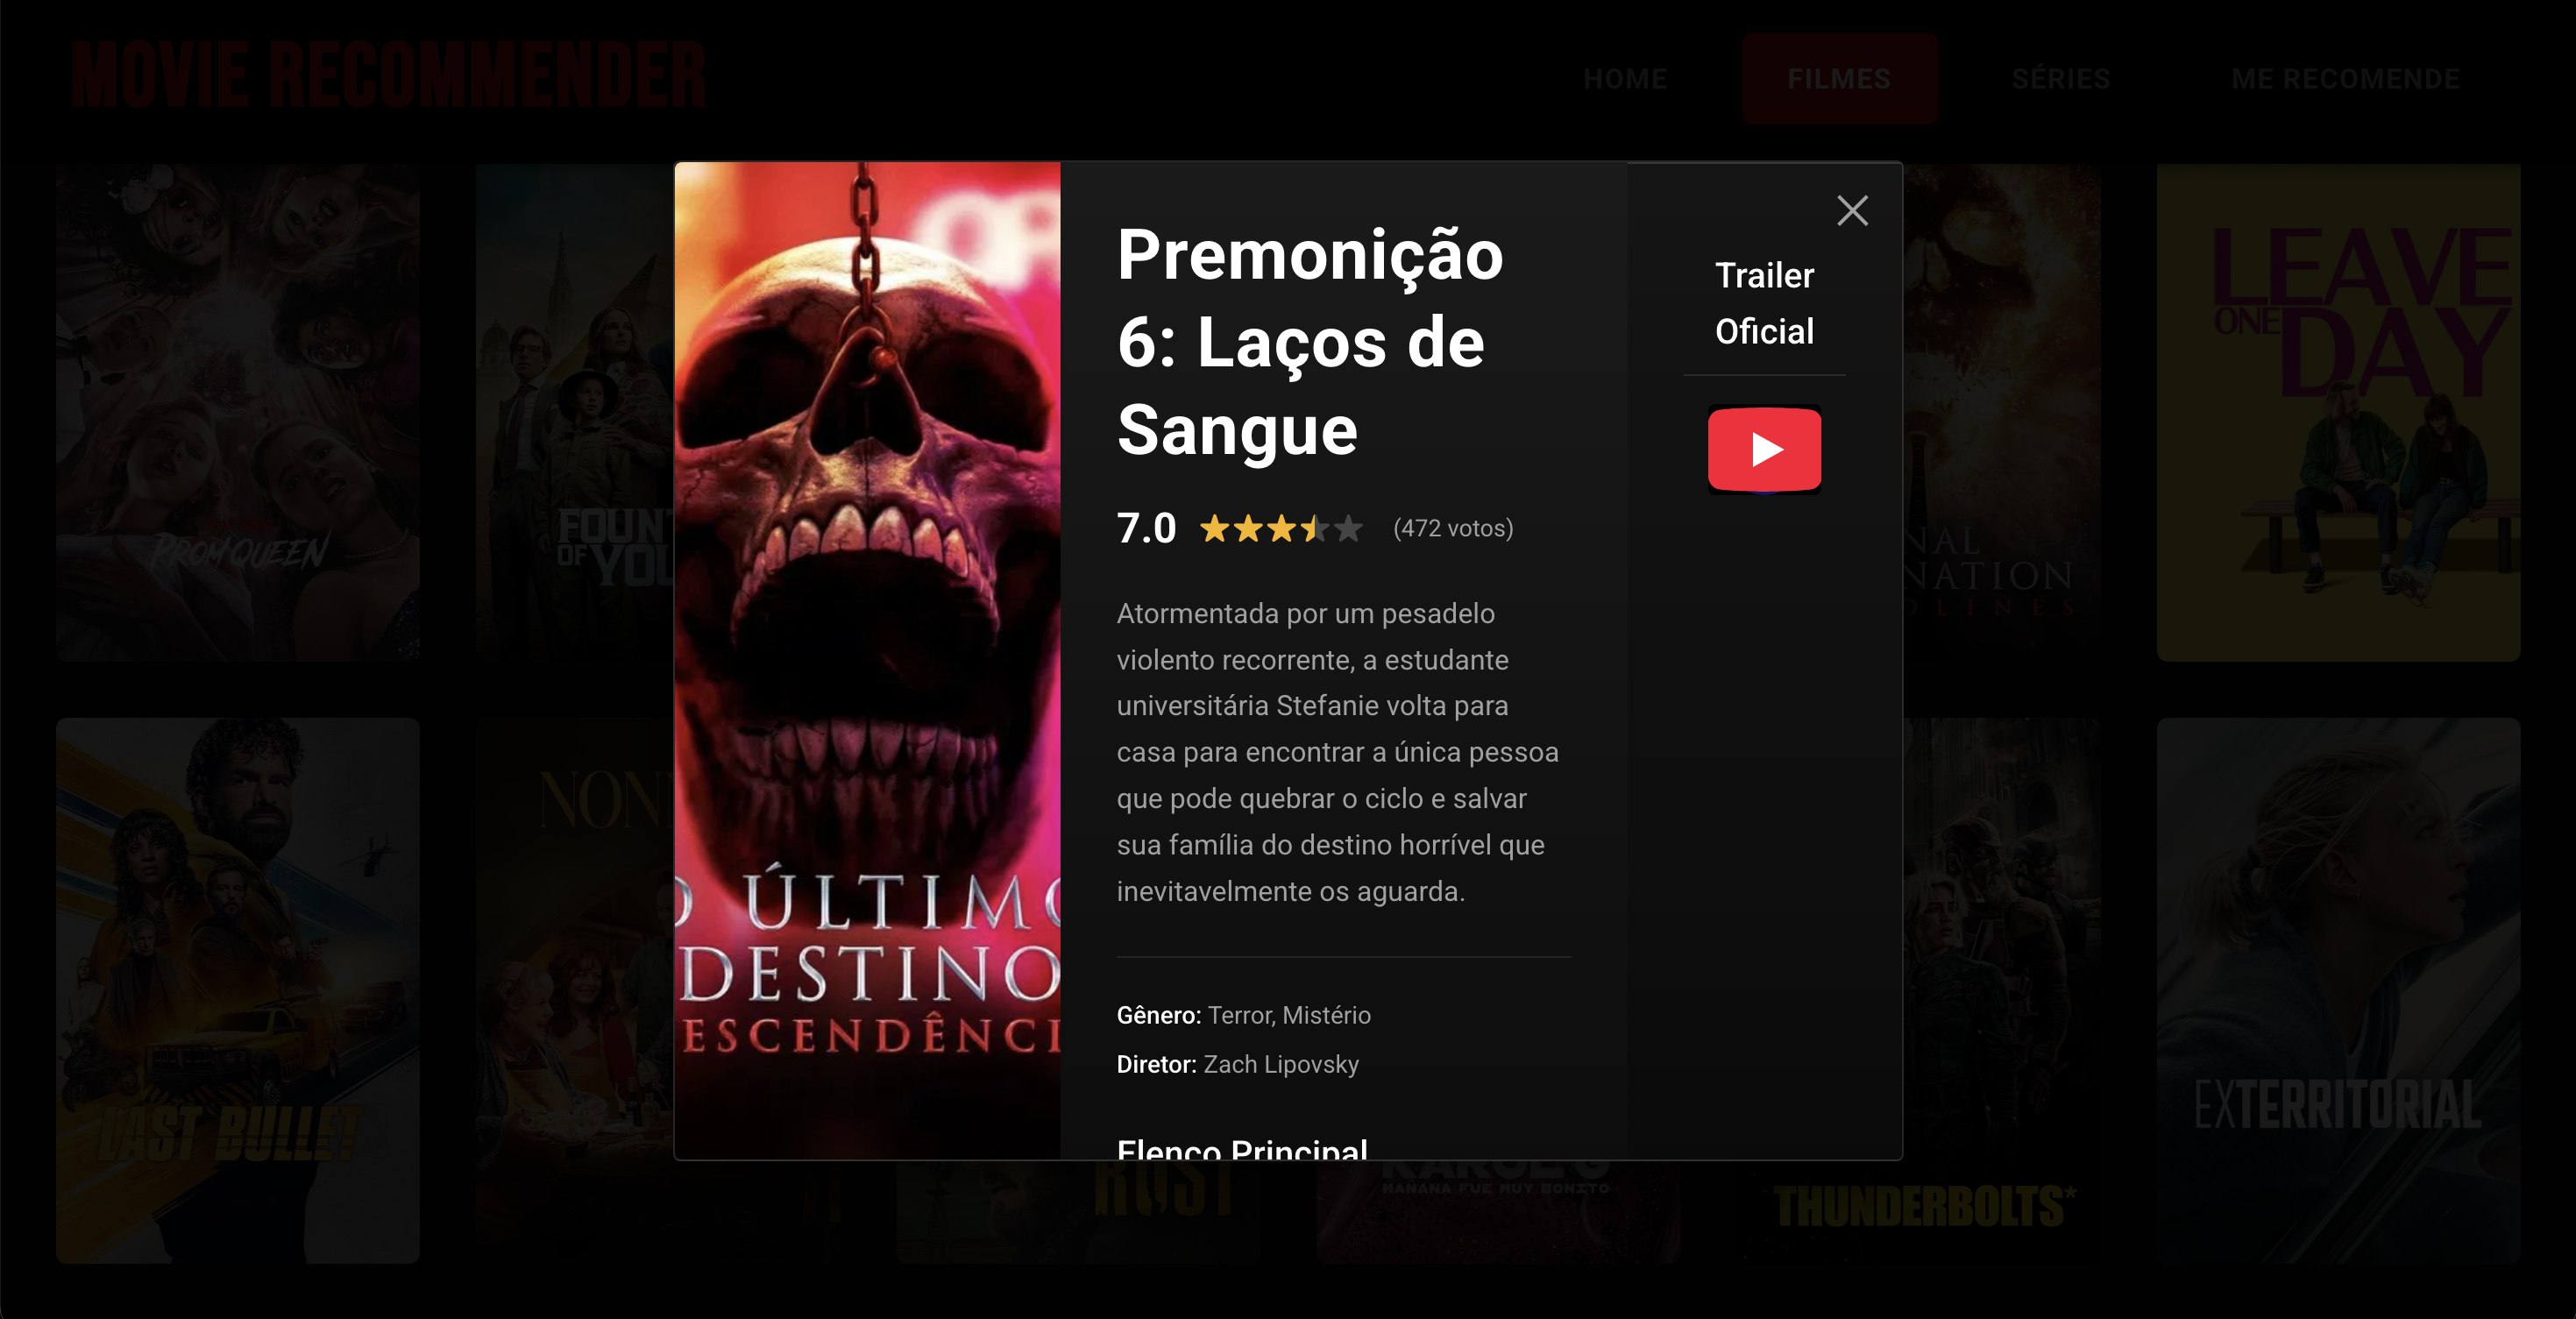 MOVIE RECOMMENDER
HOME
FILMES
SÉRIES
ME RECOMENDE
PROM QUEEN
FOUN
OF YOU
O ÚLTIMO
DESTINO
ESCENDÊNCI
Premonição
6: Laços de
Sangue
7.0
(472 votos)
Atormentada por um pesadelo
violento recorrente, a estudante
universitária Stefanie volta para
casa para encontrar a única pessoa
que pode quebrar o ciclo e salvar
sua família do destino horrível que
inevitavelmente os aguarda.
Gênero: Terror, Mistério
Diretor: Zach Lipovsky
Elenco Principal
Trailer
Oficial
NAL
NATION
DLINES
LEAVE
ONE
DAY
LAST BULLET
NON
RUST
KAROL G
MAÑANA FUE MUY BONITO
THUNDERBOLTS*
EXTERRITORIAL